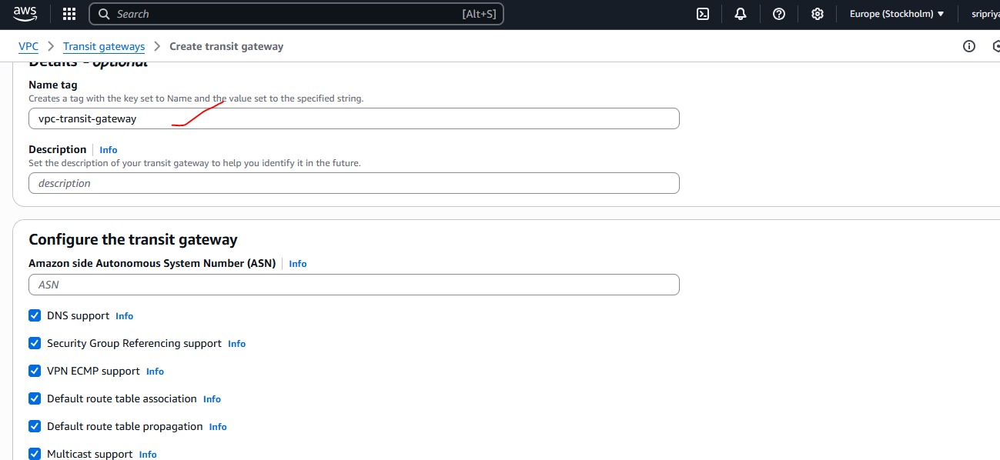 aws
Search [Alt+S] Europe (Stockholm) sripriya
VPC Transit gateways Create transit gateway
Details - optional
Name tag
Creates a tag with the key set to Name and the value set to the specified string.
vpc-transit-gateway
Description Info
Set the description of your transit gateway to help you identify it in the future.
description
Configure the transit gateway
Amazon side Autonomous System Number (ASN) Info
ASN
DNS support Info
Security Group Referencing support Info
VPN ECMP support Info
Default route table association Info
Default route table propagation Info
Multicast support Info